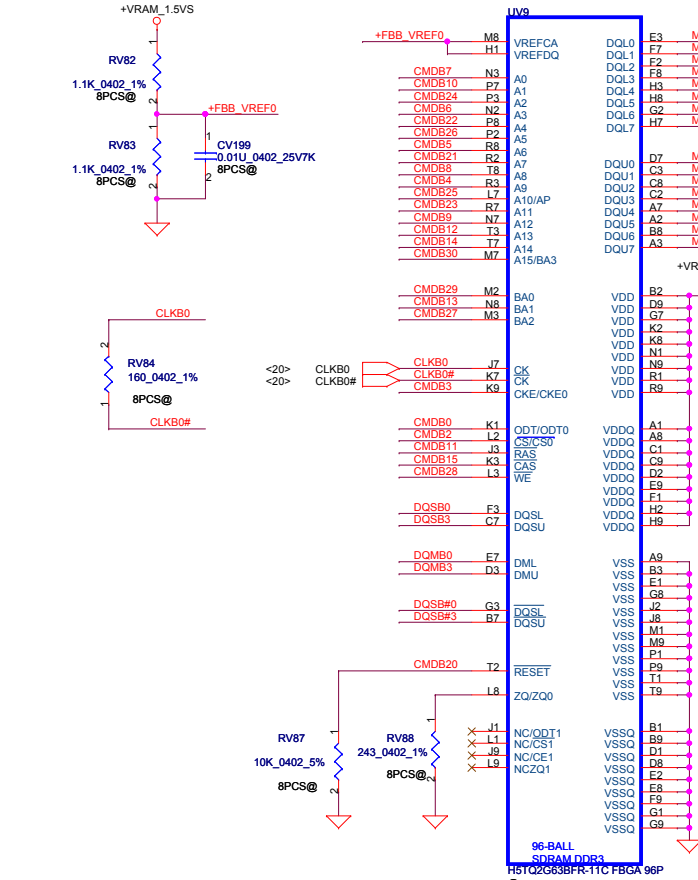 +VRAM_1.5VS
1
RV82
1.1K_0402_1%
8PCS@
2
+FBB_VREF0
1
RV83
1.1K_0402_1%
8PCS@
2
1
CV199
0.01U_0402_25V7K
8PCS@
2
CLKB0
2
RV84
160_0402_1%
8PCS@
1
CLKB0#
<20> CLKB0
<20> CLKB0#
UV9
+FBB_VREF0 M8 VREFCA
H1 VREFDQ
CMDB7 N3 A0
CMDB10 P7 A1
CMDB24 P3 A2
CMDB6 N2 A3
CMDB22 P8 A4
CMDB26 P2 A5
CMDB5 R8 A6
CMDB21 R2 A7
CMDB8 T8 A8
CMDB4 R3 A9
CMDB25 L7 A10/AP
CMDB23 R7 A11
CMDB9 N7 A12
CMDB12 T3 A13
CMDB14 T7 A14
CMDB30 M7 A15/BA3
CMDB29 M2 BA0
CMDB13 N8 BA1
CMDB27 M3 BA2
CLKB0 J7 CK
CLKB0# K7 CK
CMDB3 K9 CKE/CKE0
CMDB0 K1 ODT/ODT0
CMDB2 L2 CS/CS0
CMDB11 J3 RAS
CMDB15 K3 CAS
CMDB28 L3 WE
DQSB0 F3 DQSL
DQSB3 C7 DQSU
DQMB0 E7 DML
DQMB3 D3 DMU
DQSB#0 G3 DQSL
DQSB#3 B7 DQSU
CMDB20 T2 RESET
L8 ZQ/ZQ0
J1 NC/ODT1
L1 NC/CS1
J9 NC/CE1
L9 NCZQ1
1
RV87
10K_0402_5%
8PCS@
2
1
RV88
243_0402_1%
8PCS@
2
DQL0 E3 M
DQL1 F7 M
DQL2 F2 M
DQL3 F8 M
DQL4 H3 M
DQL5 H8 M
DQL6 G2 M
DQL7 H7 M
DQU0 D7 M
DQU1 C3 M
DQU2 C8 M
DQU3 C2 M
DQU4 A7 M
DQU5 A2 M
DQU6 B8 M
DQU7 A3 M
+VR
VDD B2
VDD D9
VDD G7
VDD K2
VDD K8
VDD N1
VDD N9
VDD R1
VDD R9
VDDQ A1
VDDQ A8
VDDQ C1
VDDQ C9
VDDQ D2
VDDQ E9
VDDQ F1
VDDQ H2
VDDQ H9
VSS A9
VSS B3
VSS E1
VSS G8
VSS J2
VSS J8
VSS M1
VSS M9
VSS P1
VSS P9
VSS T1
VSS T9
VSSQ B1
VSSQ B9
VSSQ D1
VSSQ D8
VSSQ E2
VSSQ E8
VSSQ F9
VSSQ G1
VSSQ G9
96-BALL
SDRAM DDR3
H5TQ2G63BFR-11C FBGA 96P